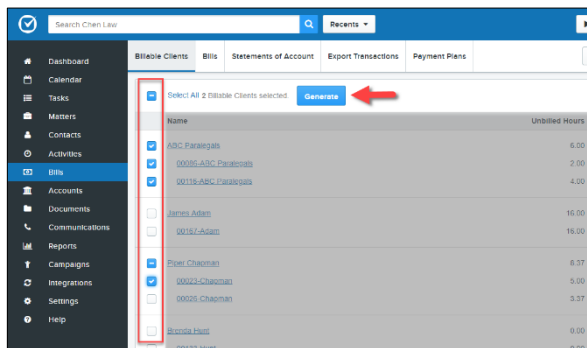 Search Chen Law
Recents
Dashboard
Calendar
Tasks
Matters
Contacts
Activities
Bills
Accounts
Documents
Communications
Reports
Campaigns
Integrations
Settings
Help
Billable Clients
Bills
Statements of Account
Export Transactions
Payment Plans
Select All 2 Billable Clients selected. Generate
Name Unbilled Hours
ABC Paralegals 6.00
00095-ABC Paralegals 2.00
00116-ABC Paralegals 4.00
James Adam 16.00
00167-Adam 16.00
Piper Chapman 8.37
00023-Chapman 5.00
00026-Chapman 3.37
Brenda Hunt 0.00